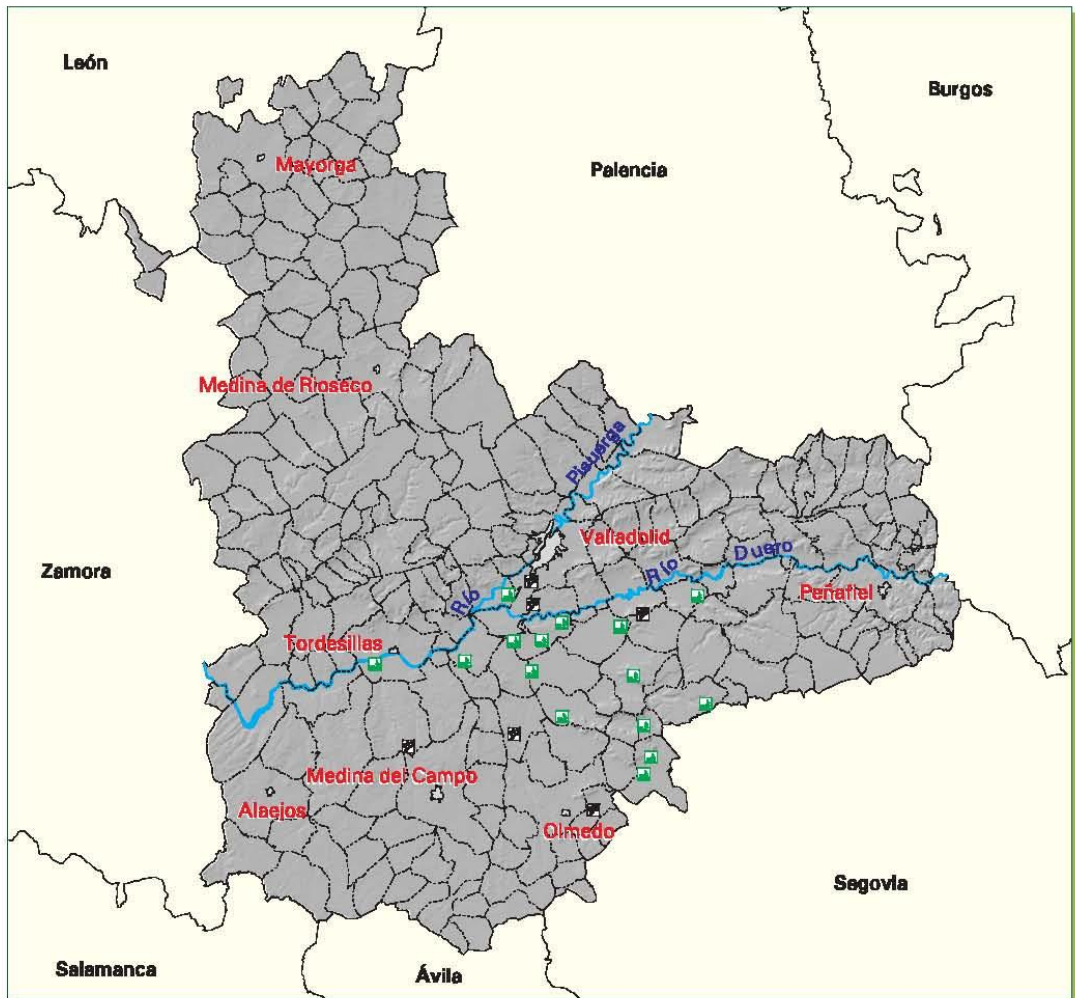 León
Burgos
Palencia
Mayorga
Medina de Rioseco
Pisuerga
Valladolid
Duero
Río
Zamora
Peñafiel
Río
Tordesillas
Medina del Campo
Alaejos
Olmedo
Segovia
Salamanca
Ávila